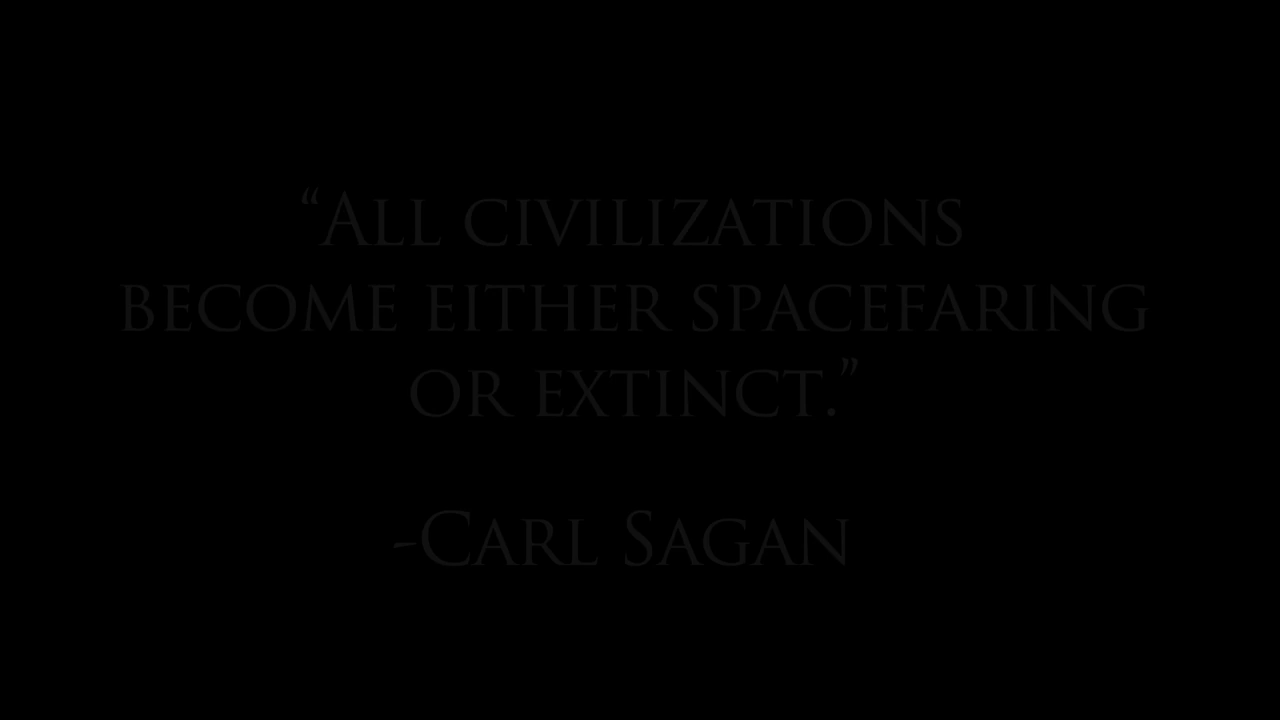 “All civilizations
become either spacefaring
or extinct.”
-Carl Sagan